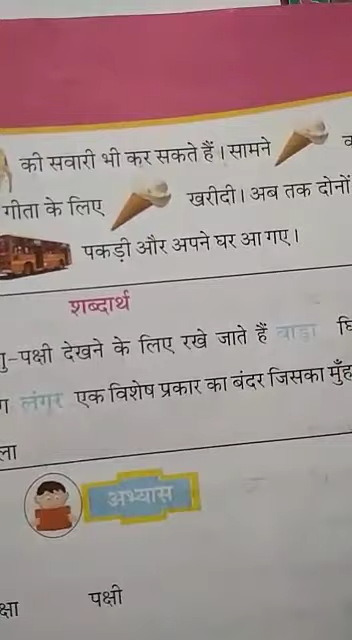 की सवारी भी कर सकते हैं। सामने
गीता के लिए खरीदी। अब तक दोनों
पकड़ी और अपने घर आ गए।
शब्दार्थ
पक्षी देखने के लिए रखे जाते हैं बाड़ा
लंगूर एक विशेष प्रकार का बंदर जिसका मुँह
ला
अभ्यास
क्षा पक्षी